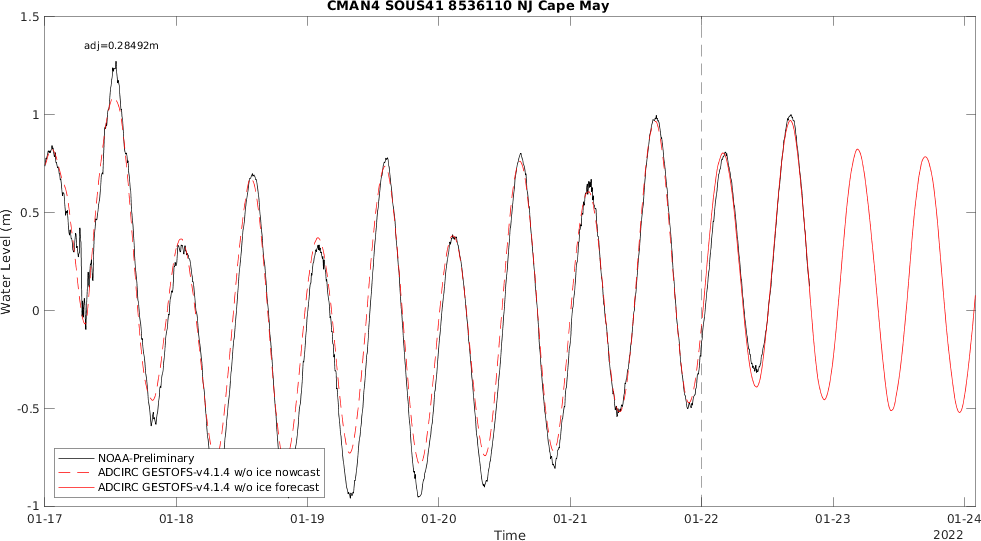 CMAN4 SOUS41 8536110 NJ Cape May
adj=0.28492m
1.5
1
0.5
0
-0.5
-1
Water Level (m)
NOAA-Preliminary
ADCIRC GESTOFS-v4.1.4 w/o ice nowcast
ADCIRC GESTOFS-v4.1.4 w/o ice forecast
01-17 01-18 01-19 01-20 01-21 01-22 01-23 01-24
Time
2022